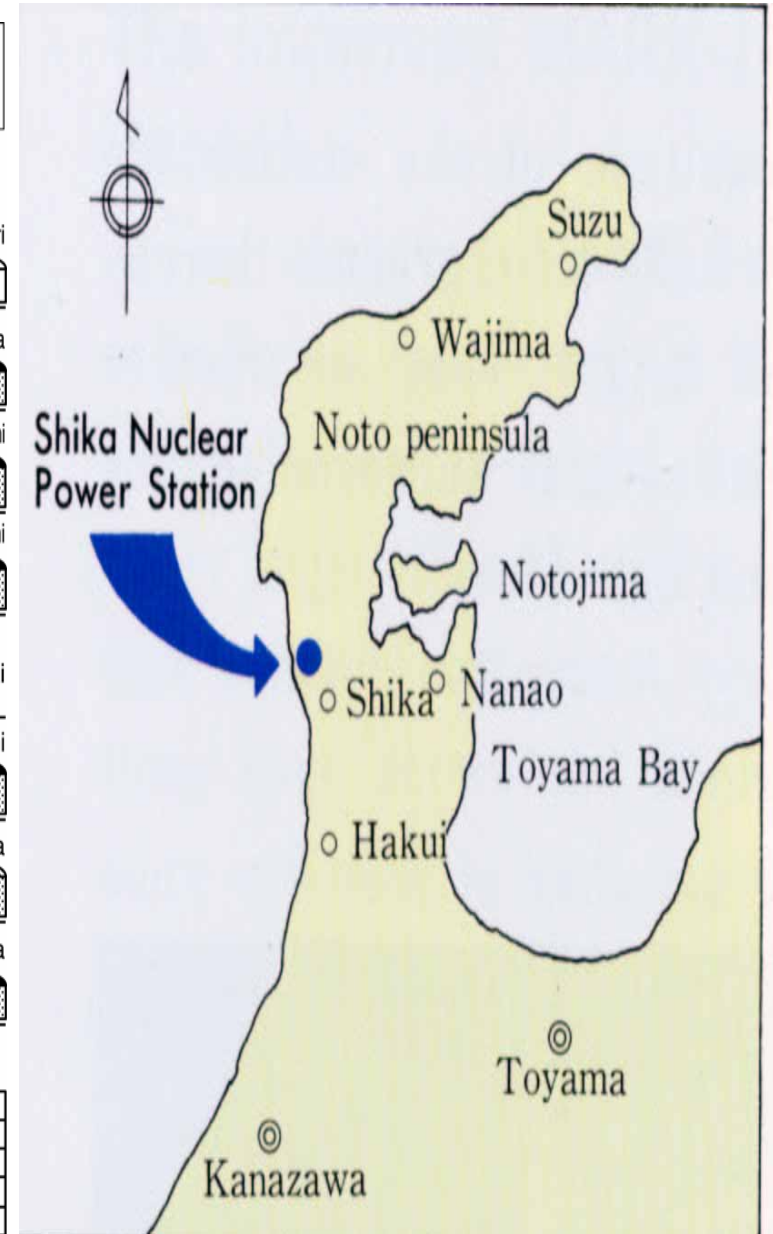 Suzu
Wajima
Shika Nuclear
Power Station
Noto peninsula
Notojima
Shika
Nanao
Toyama Bay
Hakui
Toyama
Kanazawa